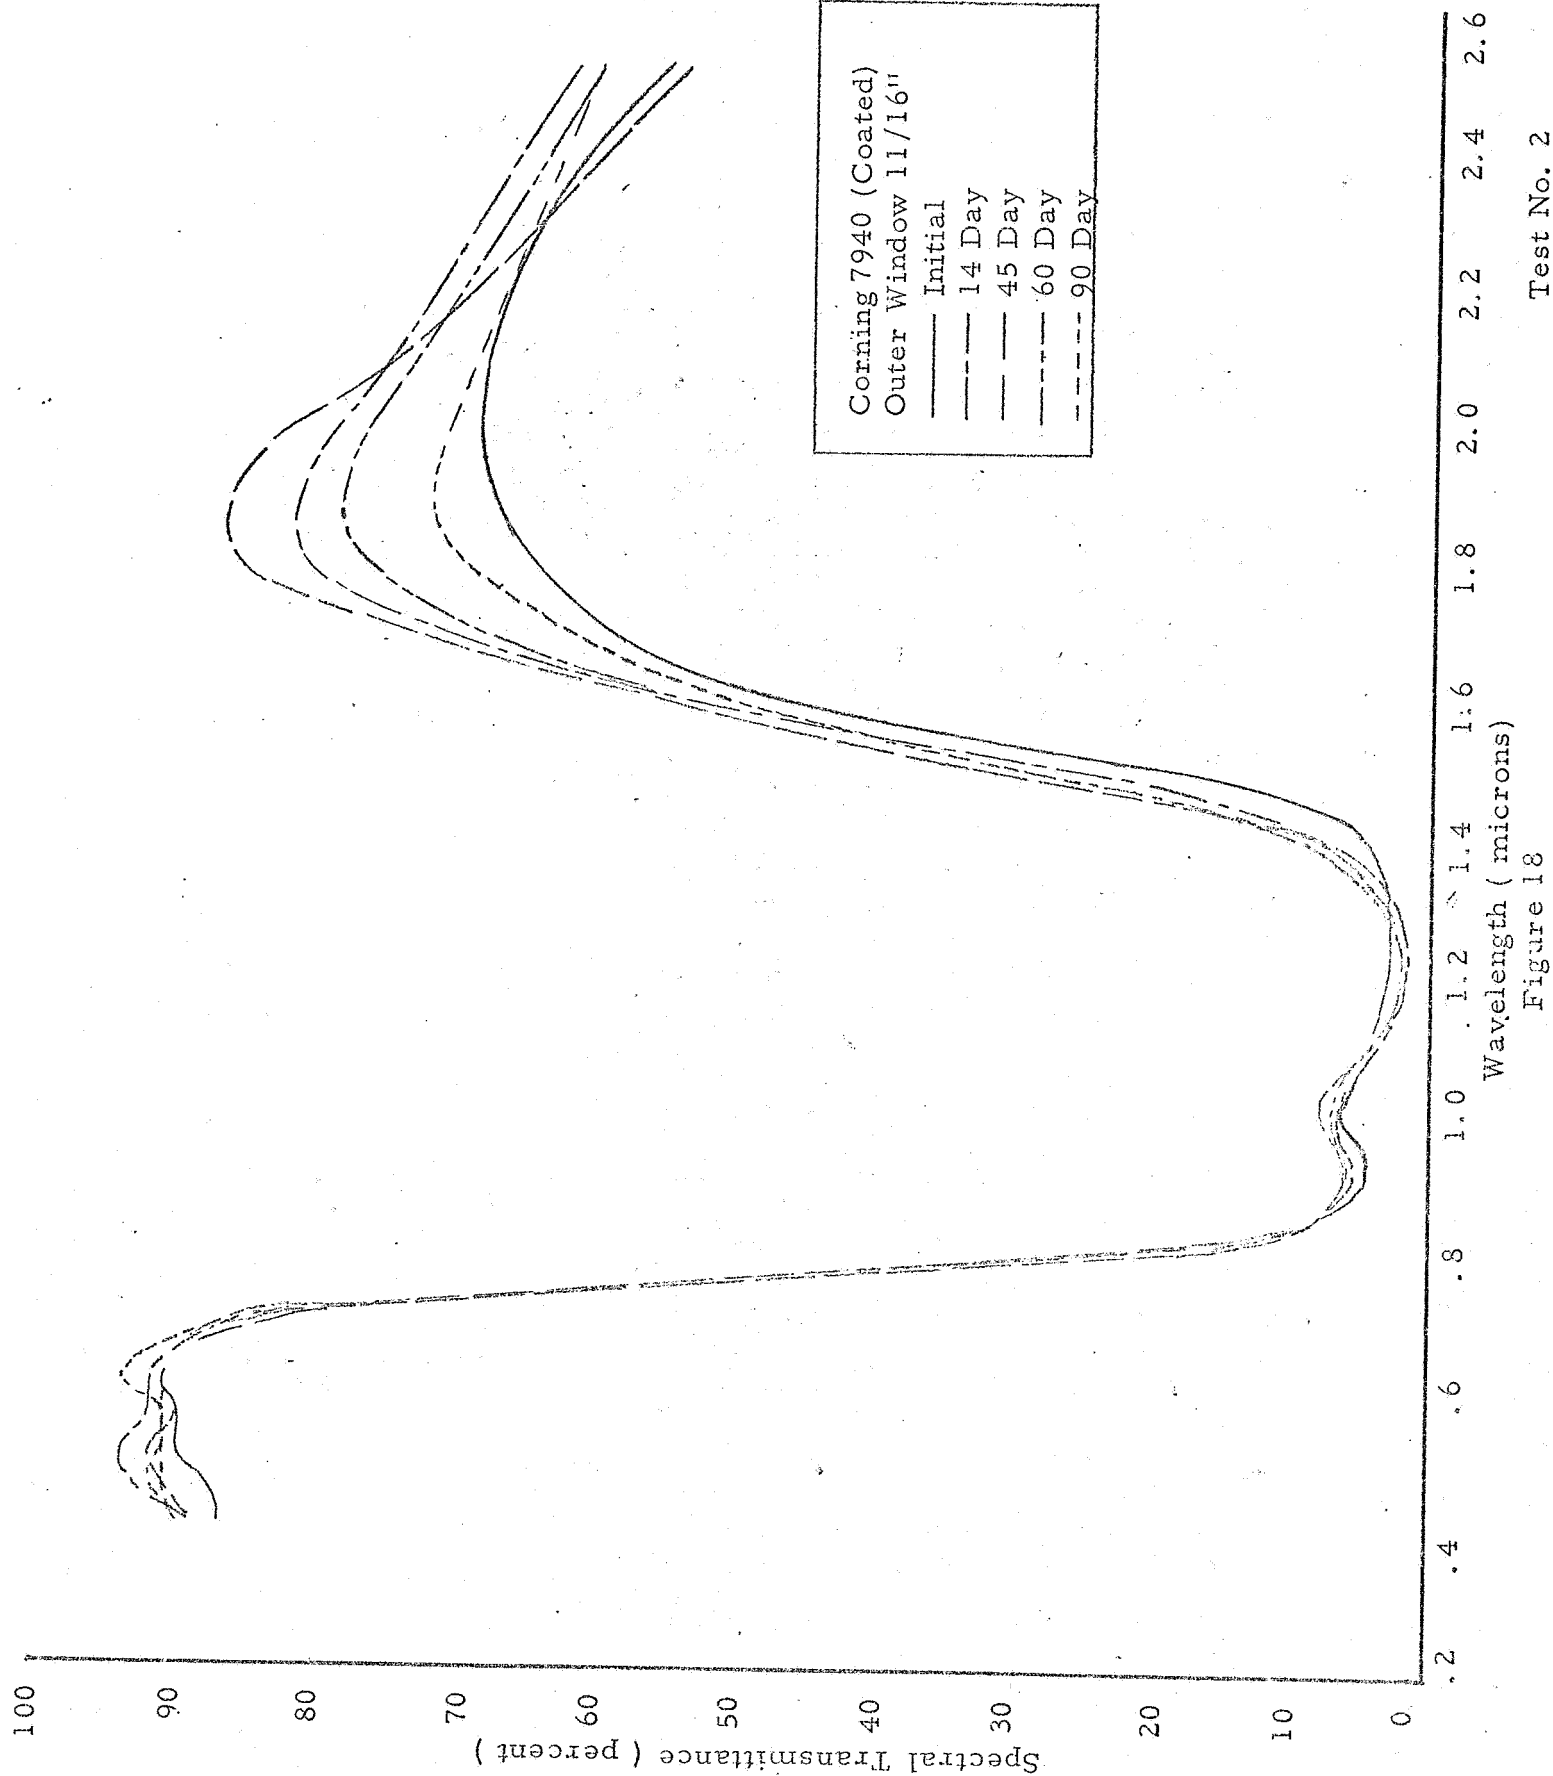 100
90
80
70
60
50
40
30
20
10
0
Spectral Transmittance ( percent )
.2
.4
.6
.8
1.0
1.2
1.4
1.6
1.8
2.0
2.2
2.4
2.6
Wavelength ( microns)
Figure 18
Test No. 2
Corning 7940 (Coated)
Outer Window 11/16"
Initial
14 Day
45 Day
60 Day
90 Day